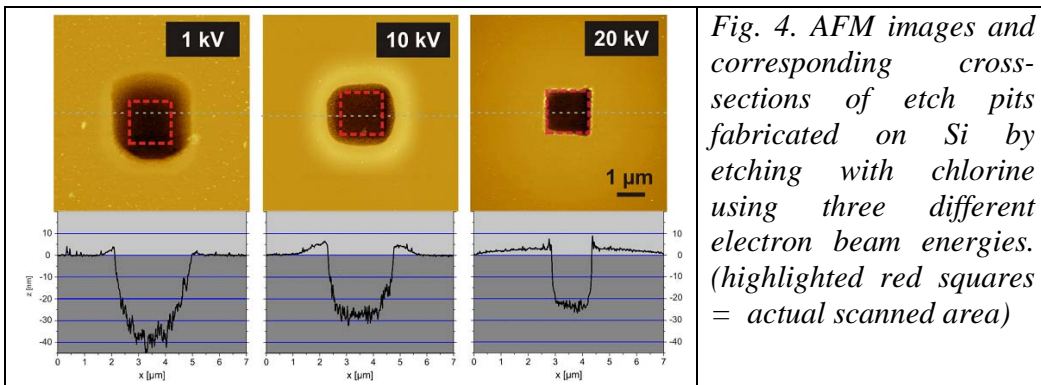 1 kV
10 kV
20 kV
1 µm
10
0
-10
-20
-30
-40
z [nm]
0 1 2 3 4 5 6 7
x [µm]
0 1 2 3 4 5 6 7
x [µm]
10
0
-10
-20
-30
-40
0 1 2 3 4 5 6 7
x [µm]
Fig. 4. AFM images and
corresponding cross-
sections of etch pits
fabricated on Si by
etching with chlorine
using three different
electron beam energies.
(highlighted red squares
= actual scanned area)